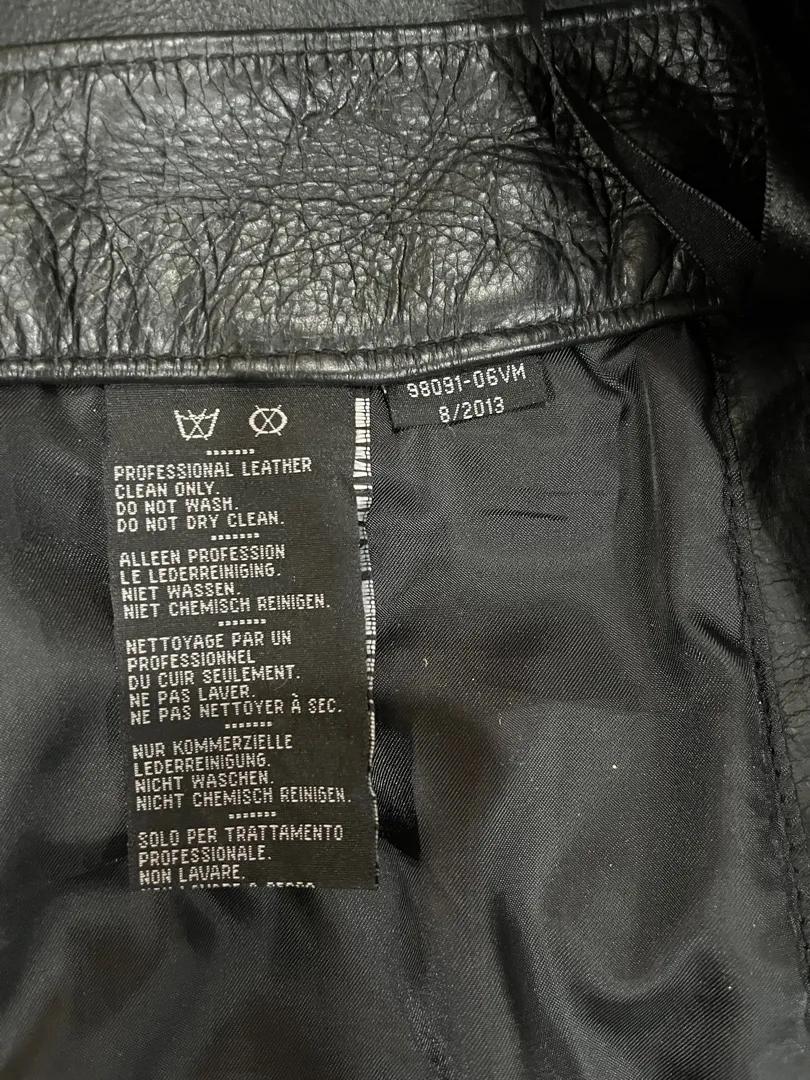 98091-06VM
8/2013
PROFESSIONAL LEATHER
CLEAN ONLY.
DO NOT WASH.
DO NOT DRY CLEAN.
ALLEEN PROFESSION
LE LEDERREINIGING.
NIET WASSEN.
NIET CHEMISCH REINIGEN.
NETTOYAGE PAR UN
PROFESSIONNEL
DU CUIR SEULEMENT.
NE PAS LAVER.
NE PAS NETTOYER À SEC.
NUR KOMMERZIELLE
LEDERREINIGUNG.
NICHT WASCHEN.
NICHT CHEMISCH REINIGEN.
SOLO PER TRATTAMENTO
PROFESSIONALE.
NON LAVARE.